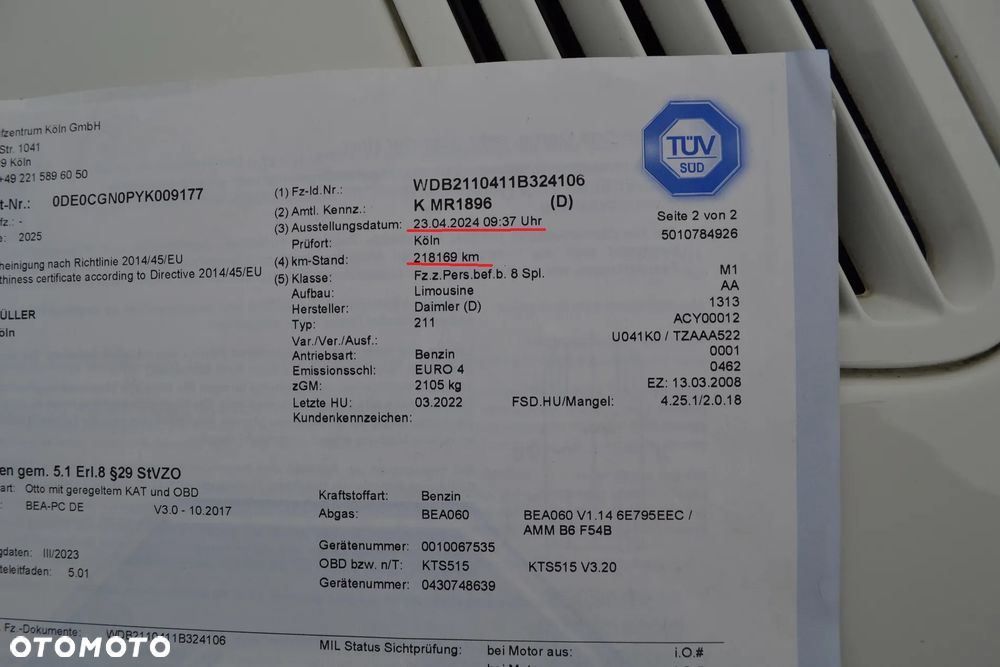 fzentrum Köln GmbH
Str. 1041
9 Köln
+49 221 589 60 50
t-Nr.: 0DE0CGN0PYK009177
fz.: -
e: 2025
heinigung nach Richtlinie 2014/45/EU
thiness certificate according to Directive 2014/45/EU
ÜLLER
öln
TÜV
SÜD
Seite 2 von 2
5010784926
(1) Fz-Id.Nr.: WDB2110411B324106
(2) Amtl. Kennz.: K MR1896 (D)
(3) Ausstellungsdatum: 23.04.2024 09:37 Uhr
Prüfort: Köln
(4) km-Stand: 218169 km
(5) Klasse: Fz.z.Pers.bef.b. 8 Spl. M1
Aufbau: Limousine AA
Hersteller: Daimler (D) 1313
Typ: 211 ACY00012
Var./Ver./Ausf.: U041K0 / TZAAA522
Antriebsart: Benzin 0001
Emissionsschl: EURO 4 0462
zGM: 2105 kg EZ: 13.03.2008
Letzte HU: 03.2022 FSD.HU/Mangel: 4.25.1/2.0.18
Kundenkennzeichen:
en gem. 5.1 Erl.8 §29 StVZO
art: Otto mit geregeltem KAT und OBD
: BEA-PC DE V3.0 - 10.2017
gdaten: III/2023
teleitfaden: 5.01
Kraftstoffart: Benzin
Abgas: BEA060 BEA060 V1.14 6E795EEC /
AMM B6 F54B
Gerätenummer: 0010067535
OBD bzw. n/T: KTS515 KTS515 V3.20
Gerätenummer: 0430748639
Fz -Dokumente: WDB2110411B324106
MIL Status Sichtprüfung: bei Motor aus: i.O.#
bei Motor
OTOMOTO